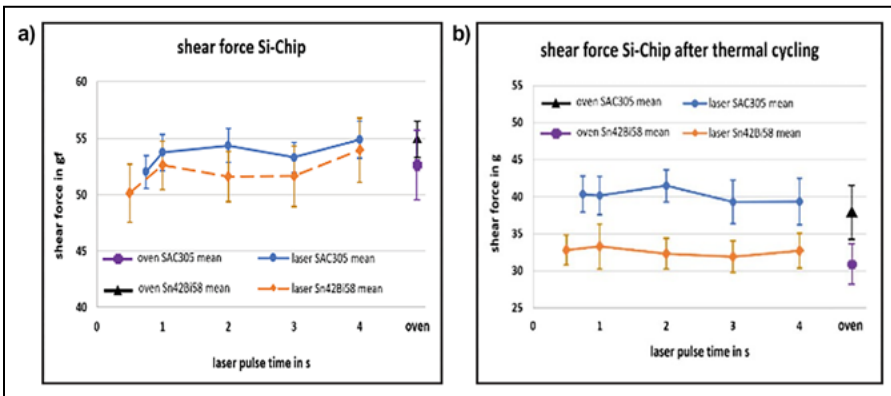 a)
shear force Si-Chip
60
55
50
45
40
shear force in gf
oven SAC305 mean
laser SAC305 mean
oven Sn42Bi58 mean
laser Sn42Bi58 mean
0 1 2 3 4 oven
laser pulse time in s
b)
shear force Si-Chip after thermal cycling
55
50
45
40
35
30
25
shear force in g
oven SAC305 mean
laser SAC305 mean
oven Sn42Bi58 mean
laser Sn42Bi58 mean
0 1 2 3 4 oven
laser pulse time in s